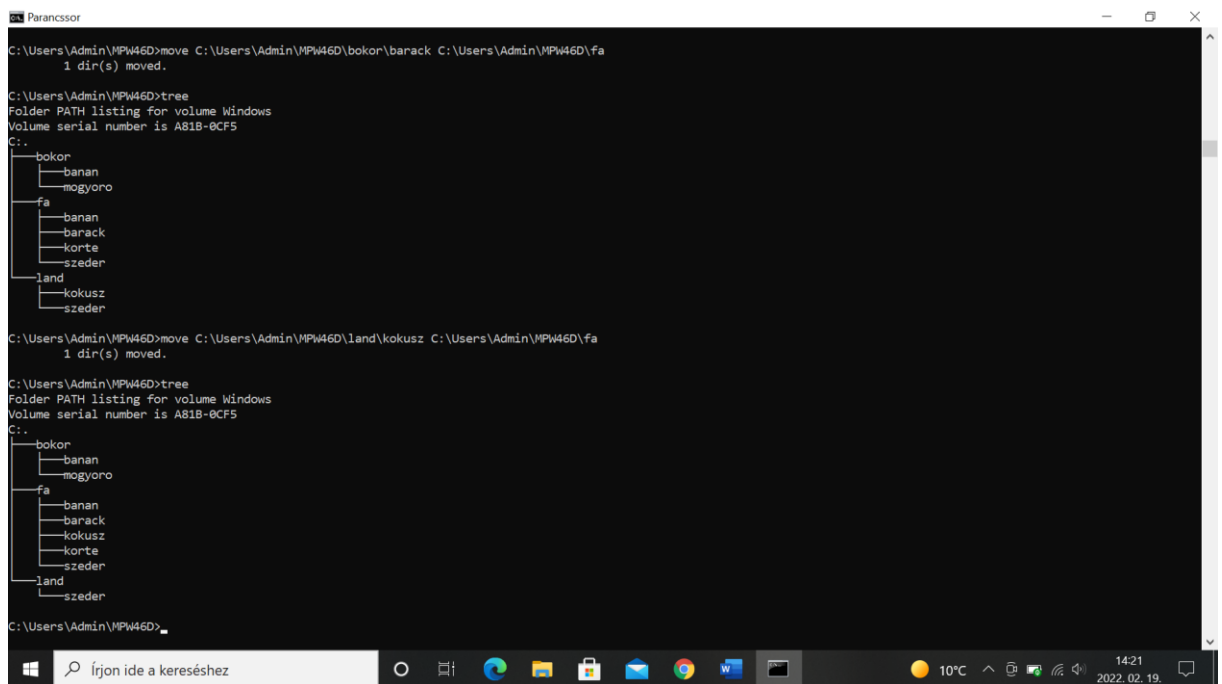 Parancssor
C:\Users\Admin\MPW46D>move C:\Users\Admin\MPW46D\bokor\barack C:\Users\Admin\MPW46D\fa
        1 dir(s) moved.
C:\Users\Admin\MPW46D>tree
Folder PATH listing for volume Windows
Volume serial number is A81B-0CF5
C:.
├───bokor
│   ├───banan
│   └───mogyoro
├───fa
│   ├───banan
│   ├───barack
│   ├───korte
│   └───szeder
└───land
    ├───kokusz
    └───szeder
C:\Users\Admin\MPW46D>move C:\Users\Admin\MPW46D\land\kokusz C:\Users\Admin\MPW46D\fa
        1 dir(s) moved.
C:\Users\Admin\MPW46D>tree
Folder PATH listing for volume Windows
Volume serial number is A81B-0CF5
C:.
├───bokor
│   ├───banan
│   └───mogyoro
├───fa
│   ├───banan
│   ├───barack
│   ├───kokusz
│   ├───korte
│   └───szeder
└───land
    └───szeder
C:\Users\Admin\MPW46D>_
Írjon ide a kereséshez
10°C
14:21
2022. 02. 19.